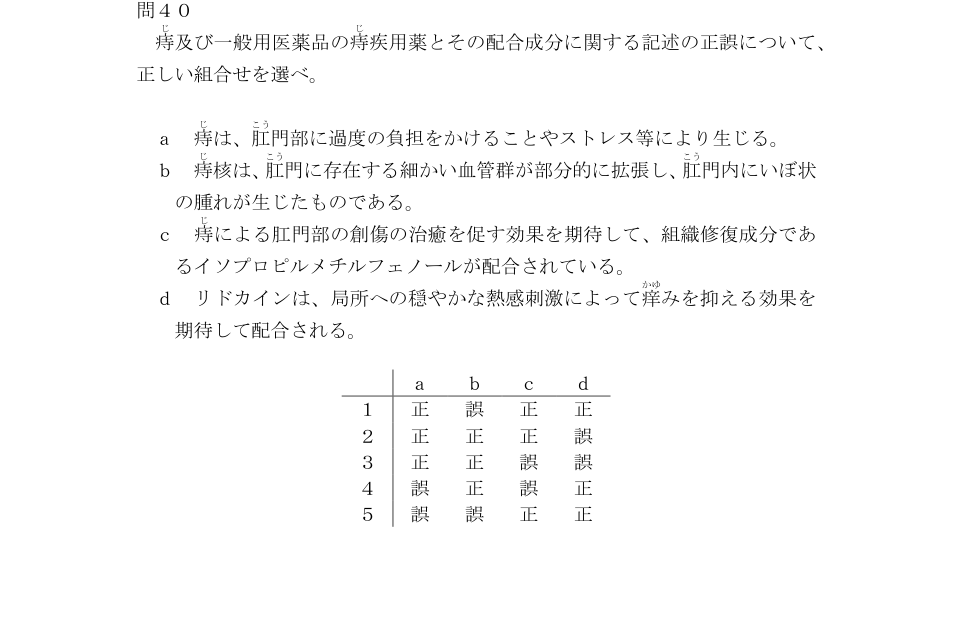 問４０
痔及び一般用医薬品の痔疾用薬とその配合成分に関する記述の正誤について、
正しい組合せを選べ。
ａ　痔は、肛門部に過度の負担をかけることやストレス等により生じる。
ｂ　痔核は、肛門に存在する細かい血管群が部分的に拡張し、肛門内にいぼ状
の腫れが生じたものである。
ｃ　痔による肛門部の創傷の治癒を促す効果を期待して、組織修復成分であ
るイソプロピルメチルフェノールが配合されている。
ｄ　リドカインは、局所への穏やかな熱感刺激によって痒みを抑える効果を
期待して配合される。
ａ ｂ ｃ ｄ
１ 正 誤 正 正
２ 正 正 正 誤
３ 正 正 誤 誤
４ 誤 正 誤 正
５ 誤 誤 正 正